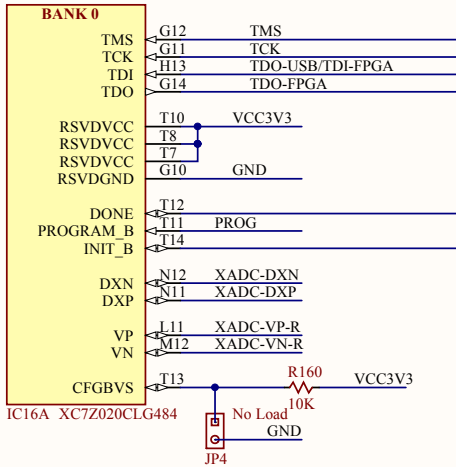 BANK 0
TMS G12 TMS
TCK G11 TCK
TDI H13 TDO-USB/TDI-FPGA
TDO G14 TDO-FPGA
RSVDVCC T10 VCC3V3
RSVDVCC T8
RSVDVCC T7
RSVDGND G10 GND
DONE T12
PROGRAM_B T11 PROG
INIT_B T14
DXN N12 XADC-DXN
DXP N11 XADC-DXP
VP L11 XADC-VP-R
VN M12 XADC-VN-R
CFGBVS T13 R160 VCC3V3
10K
IC16A XC7Z020CLG484
No Load
GND
JP4